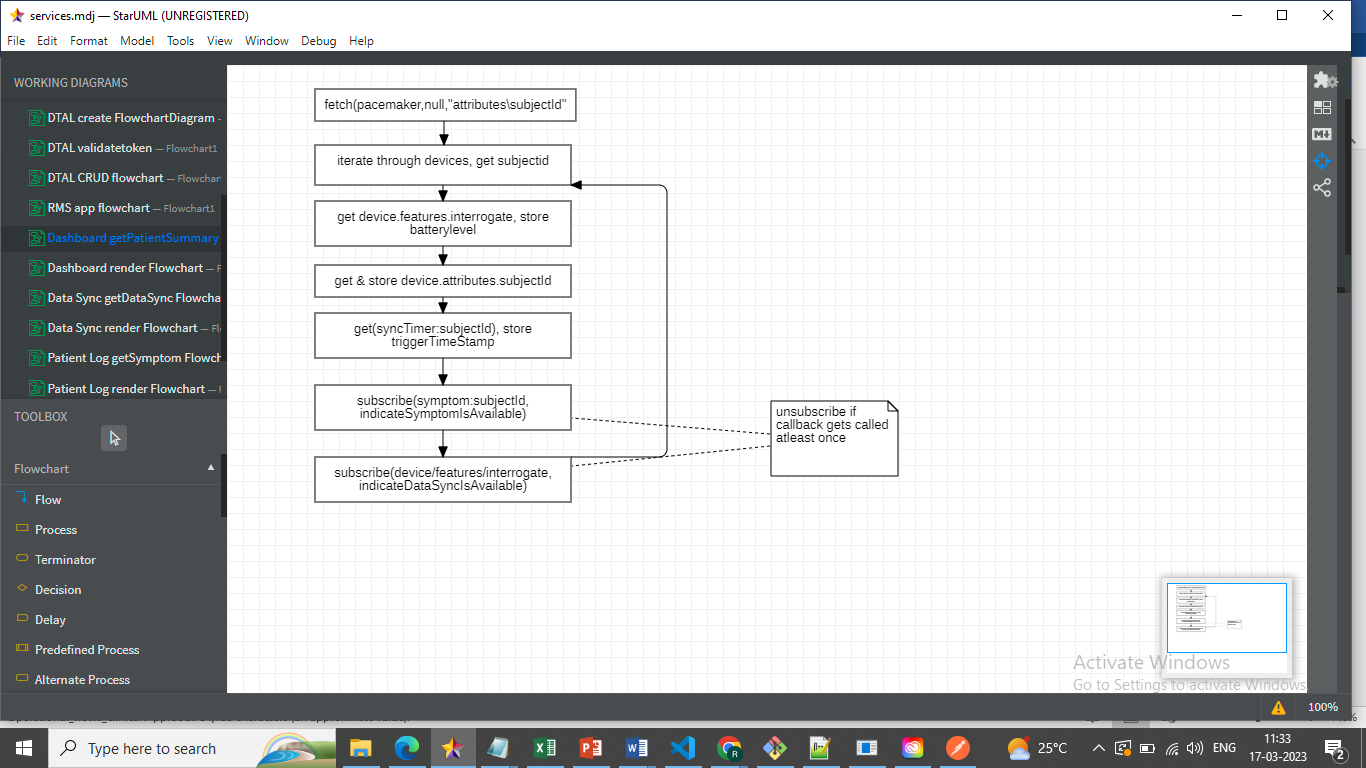 services.mdj — StarUML (UNREGISTERED)
File Edit Format Model Tools View Window Debug Help
WORKING DIAGRAMS
DTAL create FlowchartDiagram —
DTAL validatetoken — Flowchart1
DTAL CRUD flowchart — Flowchar
RMS app flowchart — Flowchart1
Dashboard getPatientSummary
Dashboard render Flowchart — F
Data Sync getDataSync Flowcha
Data Sync render Flowchart — Fl
Patient Log getSymptom Flowch
Patient Log render Flowchart — F
TOOLBOX
Flowchart
Flow
Process
Terminator
Decision
Delay
Predefined Process
Alternate Process
fetch(pacemaker,null,"attributes\subjectId"
iterate through devices, get subjectid
get device.features.interrogate, store
batterylevel
get & store device.attributes.subjectId
get(syncTimer:subjectId), store
triggerTimeStamp
subscribe(symptom:subjectId,
indicateSymptomIsAvailable)
subscribe(device/features/interrogate,
indicateDataSyncIsAvailable)
unsubscribe if
callback gets called
atleast once
M
Activate Windows
Go to Settings to activate Windows
100%
Type here to search
25°C
ENG
11:33
17-03-2023
2